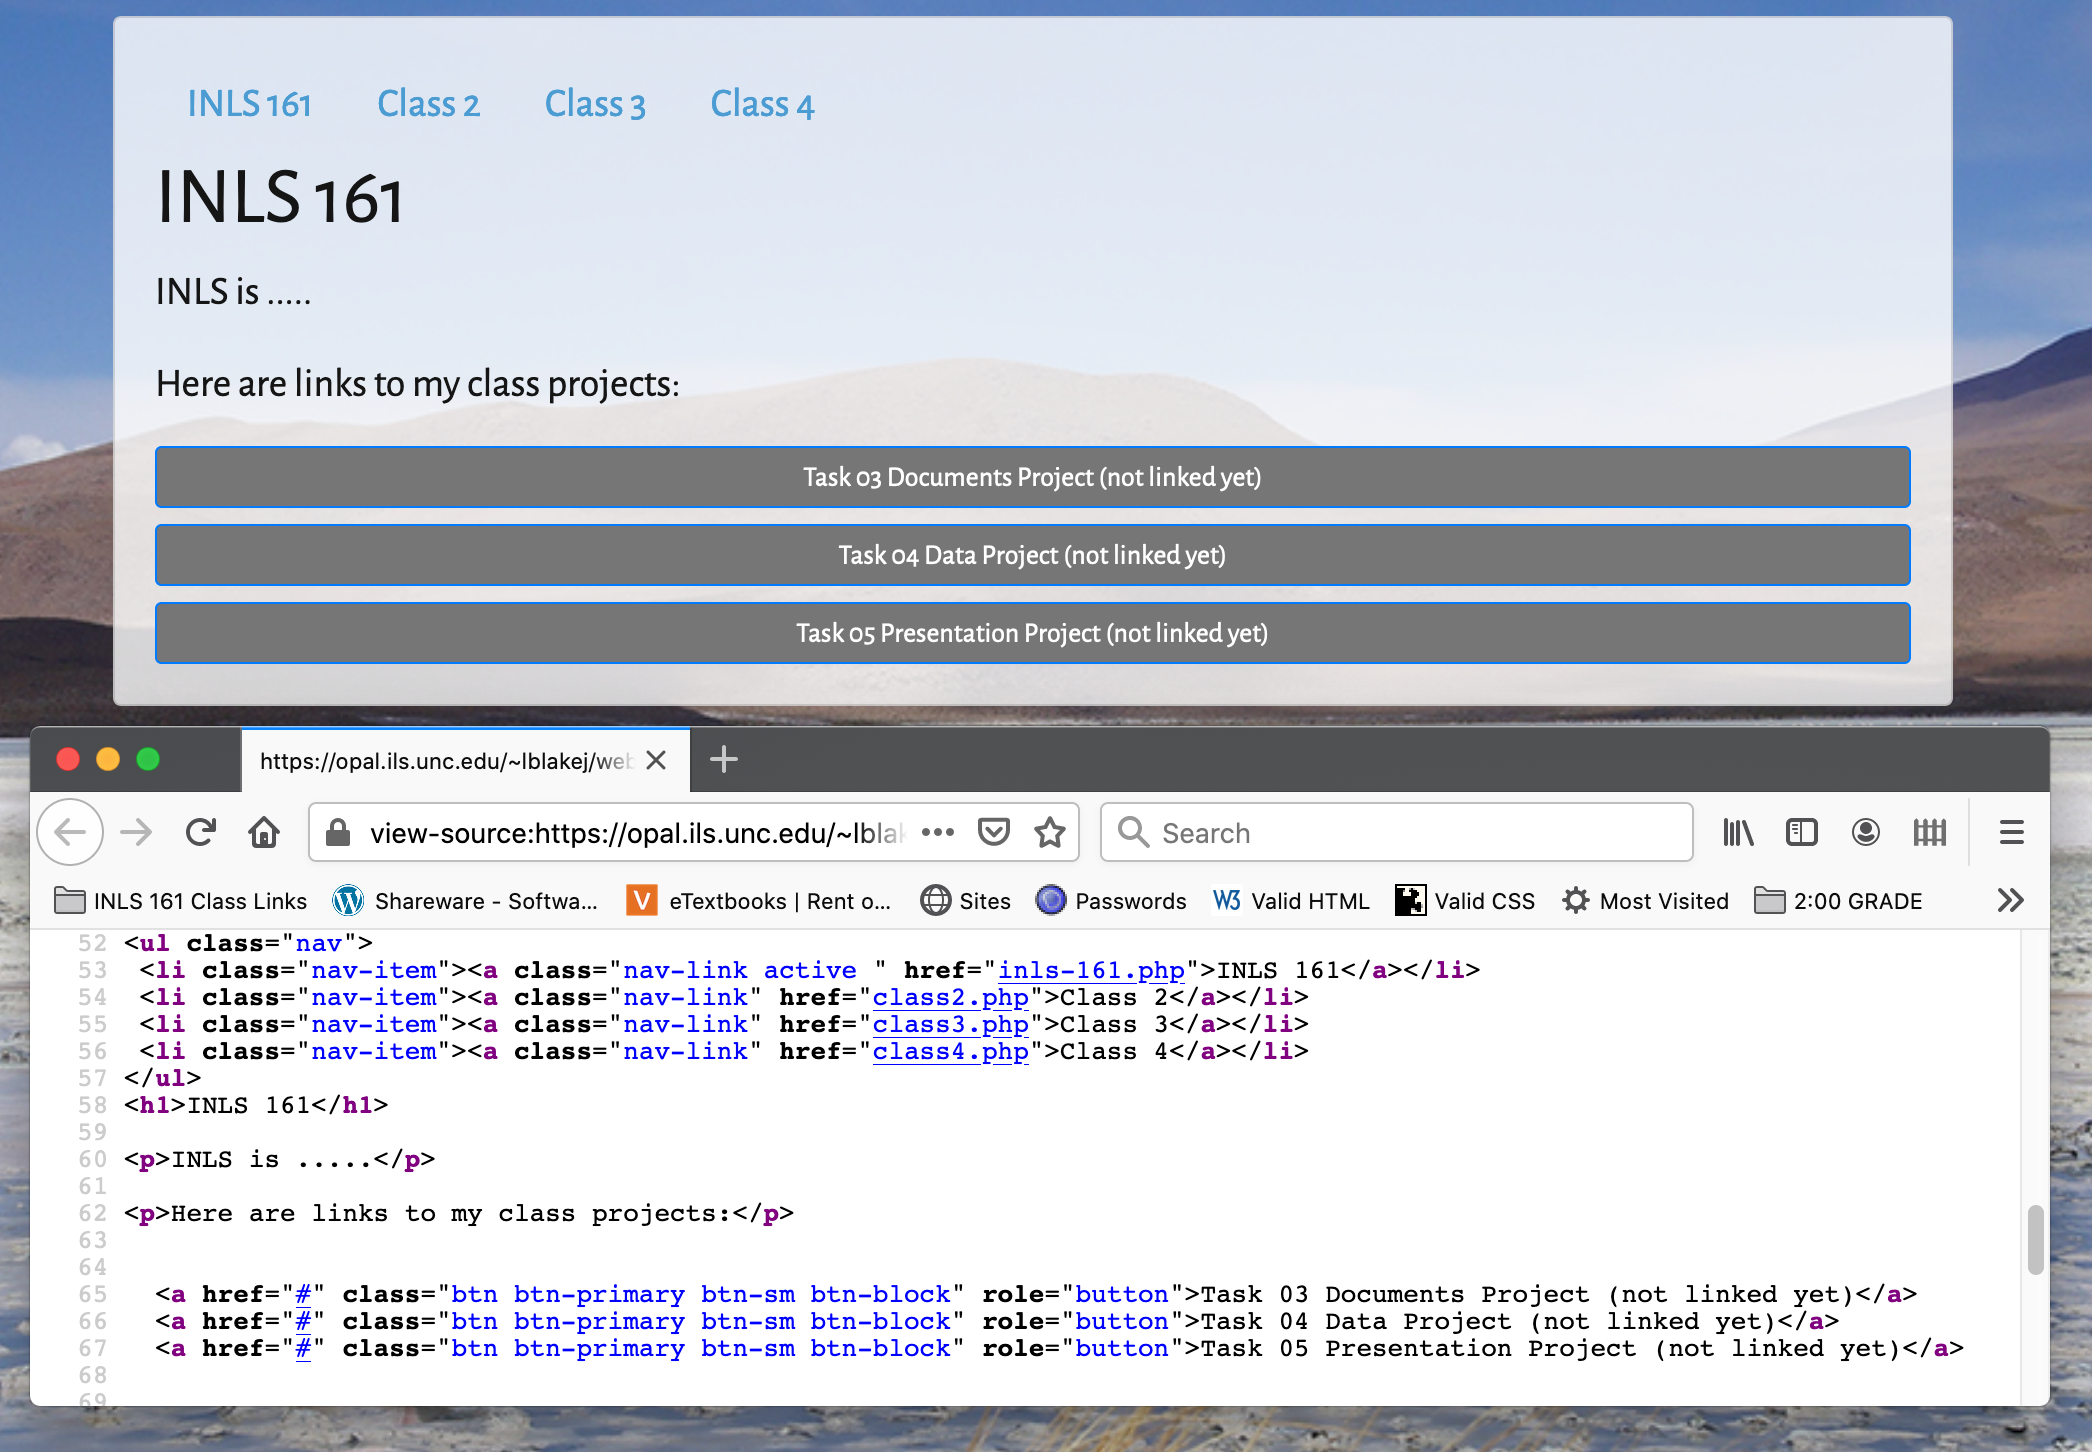 INLS 161 Class 2 Class 3 Class 4
INLS 161
INLS is .....
Here are links to my class projects:
Task 03 Documents Project (not linked yet)
Task 04 Data Project (not linked yet)
Task 05 Presentation Project (not linked yet)
https://opal.ils.unc.edu/~lblakej/web
view-source:https://opal.ils.unc.edu/~lblak Search
INLS 161 Class Links Shareware - Softwa... V eTextbooks | Rent o... Sites Passwords W3 Valid HTML Valid CSS Most Visited 2:00 GRADE
52 <ul class="nav">
53 <li class="nav-item"><a class="nav-link active " href="inls-161.php">INLS 161</a></li>
54 <li class="nav-item"><a class="nav-link" href="class2.php">Class 2</a></li>
55 <li class="nav-item"><a class="nav-link" href="class3.php">Class 3</a></li>
56 <li class="nav-item"><a class="nav-link" href="class4.php">Class 4</a></li>
57 </ul>
58 <h1>INLS 161</h1>
59
60 <p>INLS is .....</p>
61
62 <p>Here are links to my class projects:</p>
63
64
65 <a href="#" class="btn btn-primary btn-sm btn-block" role="button">Task 03 Documents Project (not linked yet)</a>
66 <a href="#" class="btn btn-primary btn-sm btn-block" role="button">Task 04 Data Project (not linked yet)</a>
67 <a href="#" class="btn btn-primary btn-sm btn-block" role="button">Task 05 Presentation Project (not linked yet)</a>
68
69